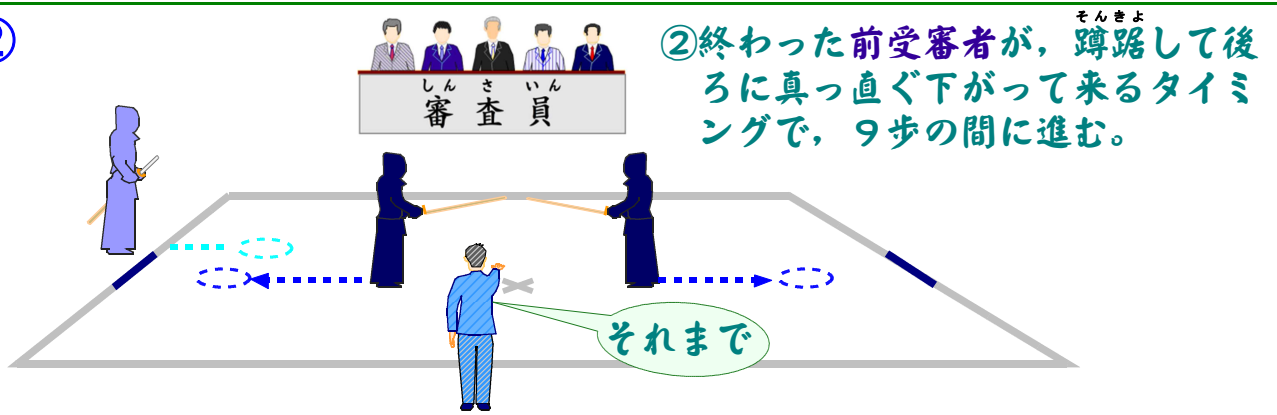 ②
②終わった前受審者が，蹲踞して後
そんきょ
ろに真っ直ぐ下がって来るタイミ
ングで，９歩の間に進む。
しんさいん
審査員
それまで